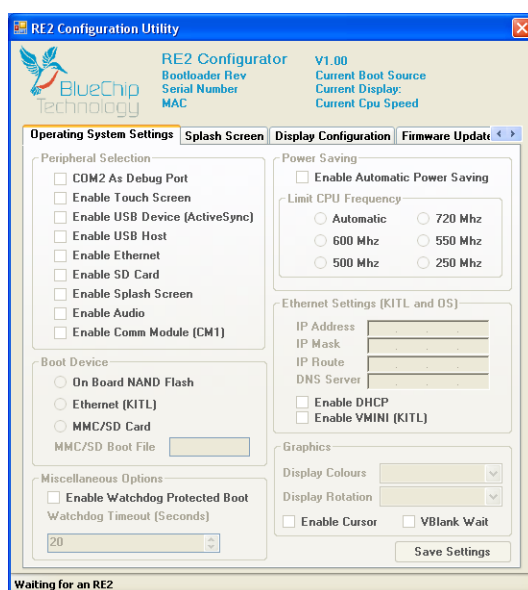 RE2 Configuration Utility
BlueChip
Technology
RE2 Configurator V1.00
Bootloader Rev Current Boot Source
Serial Number Current Display:
MAC Current Cpu Speed
Operating System Settings Splash Screen Display Configuration Firmware Update
Peripheral Selection
COM2 As Debug Port
Enable Touch Screen
Enable USB Device (ActiveSync)
Enable USB Host
Enable Ethernet
Enable SD Card
Enable Splash Screen
Enable Audio
Enable Comm Module (CM1)
Boot Device
On Board NAND Flash
Ethernet (KITL)
MMC/SD Card
MMC/SD Boot File
Miscellaneous Options
Enable Watchdog Protected Boot
Watchdog Timeout (Seconds)
20
Power Saving
Enable Automatic Power Saving
Limit CPU Frequency
Automatic 720 Mhz
600 Mhz 550 Mhz
500 Mhz 250 Mhz
Ethernet Settings (KITL and OS)
IP Address
IP Mask
IP Route
DNS Server
Enable DHCP
Enable VMINI (KITL)
Graphics
Display Colours
Display Rotation
Enable Cursor VBlank Wait
Save Settings
Waiting for an RE2